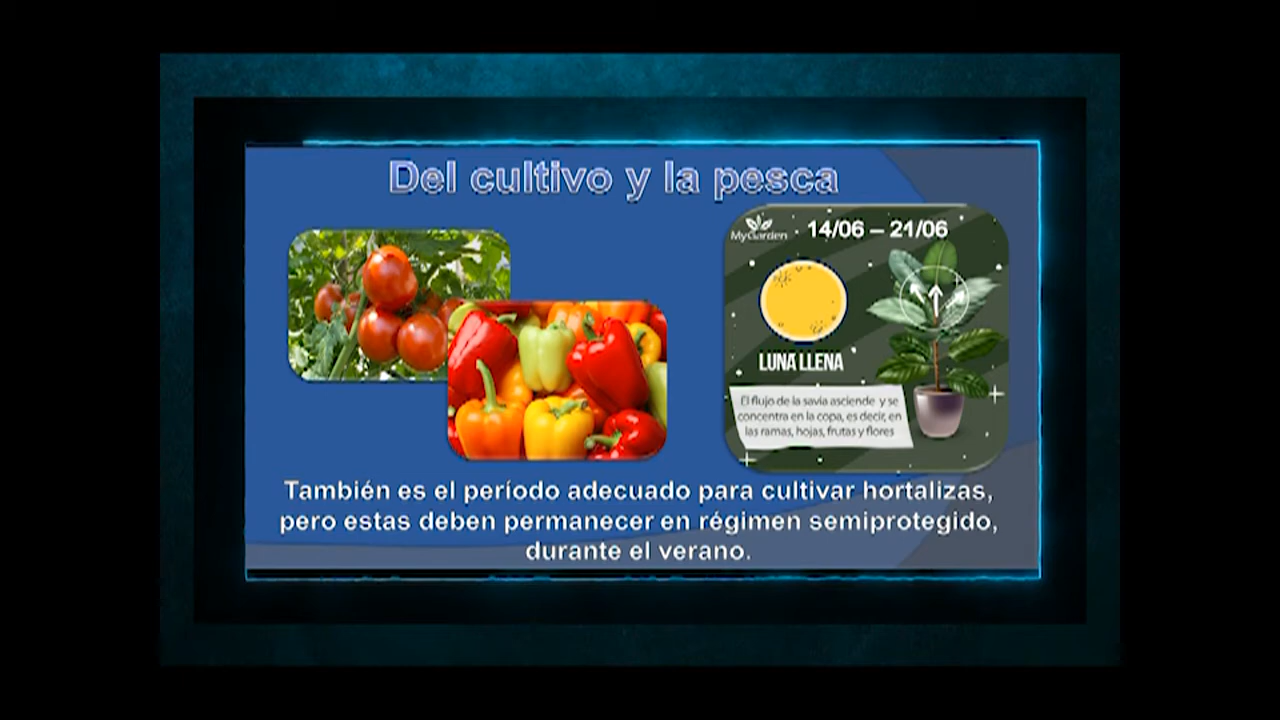 Del cultivo y la pesca
MyGarden
14/06 – 21/06
LUNA LLENA
El flujo de la savia asciende y se
concentra en la copa, es decir, en
las ramas, hojas, frutas y flores
También es el período adecuado para cultivar hortalizas,
pero estas deben permanecer en régimen semiprotegido,
durante el verano.